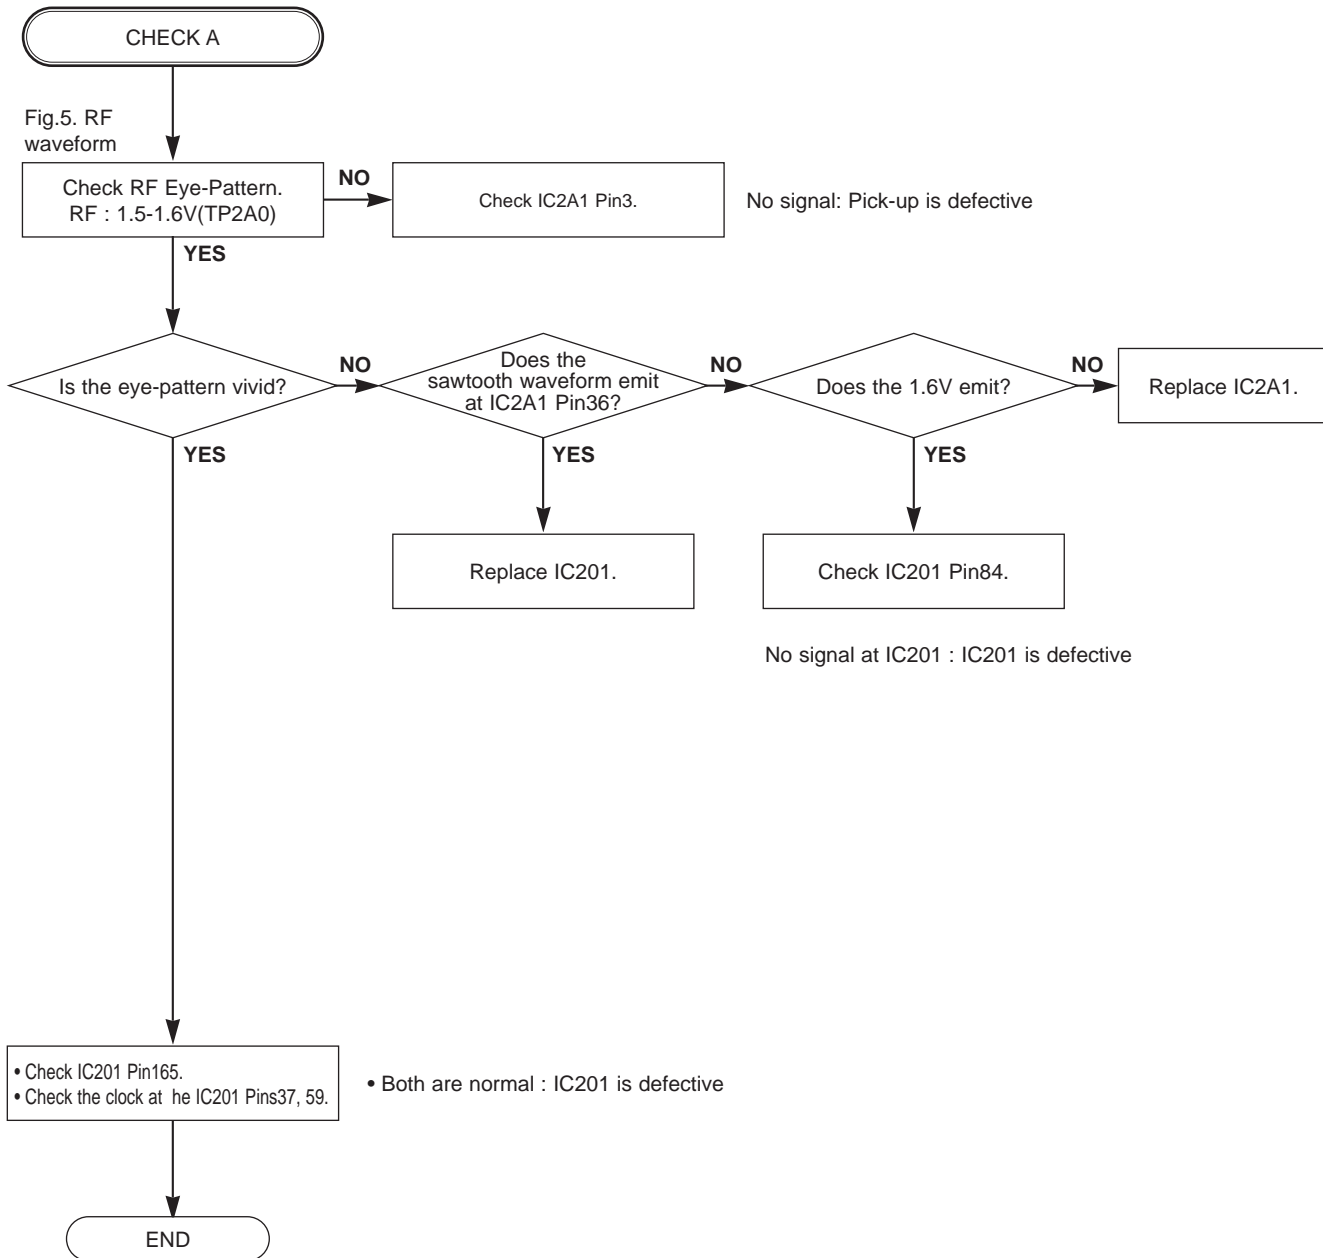 CHECK A
Fig.5. RF
waveform
Check RF Eye-Pattern.
RF : 1.5-1.6V(TP2A0)
NO
Check IC2A1 Pin3.
No signal: Pick-up is defective
YES
Is the eye-pattern vivid?
NO
Does the
sawtooth waveform emit
at IC2A1 Pin36?
NO
Does the 1.6V emit?
NO
Replace IC2A1.
YES
YES
YES
Replace IC201.
Check IC201 Pin84.
No signal at IC201 : IC201 is defective
• Check IC201 Pin165.
• Check the clock at he IC201 Pins37, 59.
• Both are normal : IC201 is defective
END